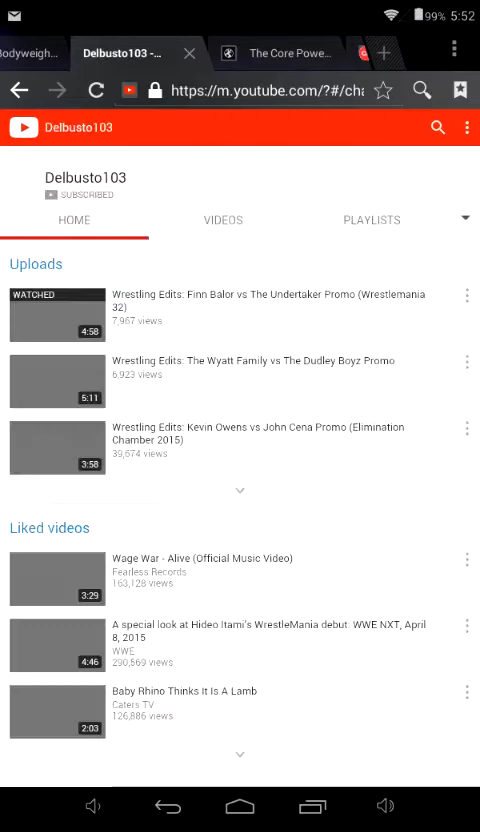 99% 5:52
Bodyweigh...
Delbusto103 -...
The Core Powe...
https://m.youtube.com/?#/cha
Delbusto103
Delbusto103
SUBSCRIBED
HOME VIDEOS PLAYLISTS
Uploads
WATCHED
4:58
Wrestling Edits: Finn Balor vs The Undertaker Promo (Wrestlemania
32)
7,967 views
5:11
Wrestling Edits: The Wyatt Family vs The Dudley Boyz Promo
6,923 views
3:58
Wrestling Edits: Kevin Owens vs John Cena Promo (Elimination
Chamber 2015)
39,674 views
Liked videos
3:29
Wage War - Alive (Official Music Video)
Fearless Records
163,128 views
4:46
A special look at Hideo Itami's WrestleMania debut: WWE NXT, April
8, 2015
WWE
290,569 views
2:03
Baby Rhino Thinks It Is A Lamb
Caters TV
126,886 views